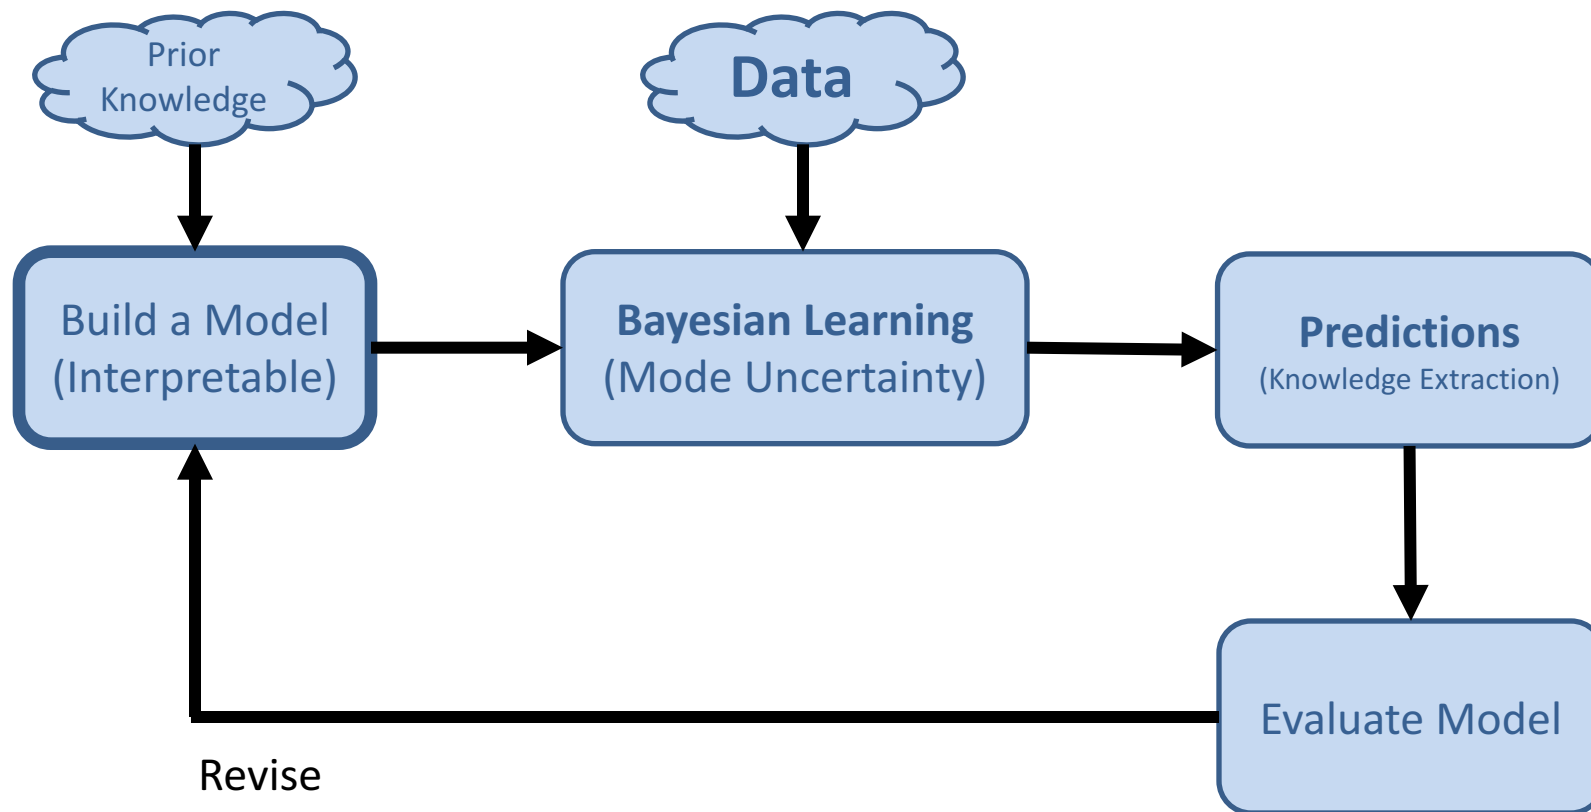 Prior
Knowledge
Data
Build a Model
(Interpretable)
Bayesian Learning
(Mode Uncertainty)
Predictions
(Knowledge Extraction)
Evaluate Model
Revise